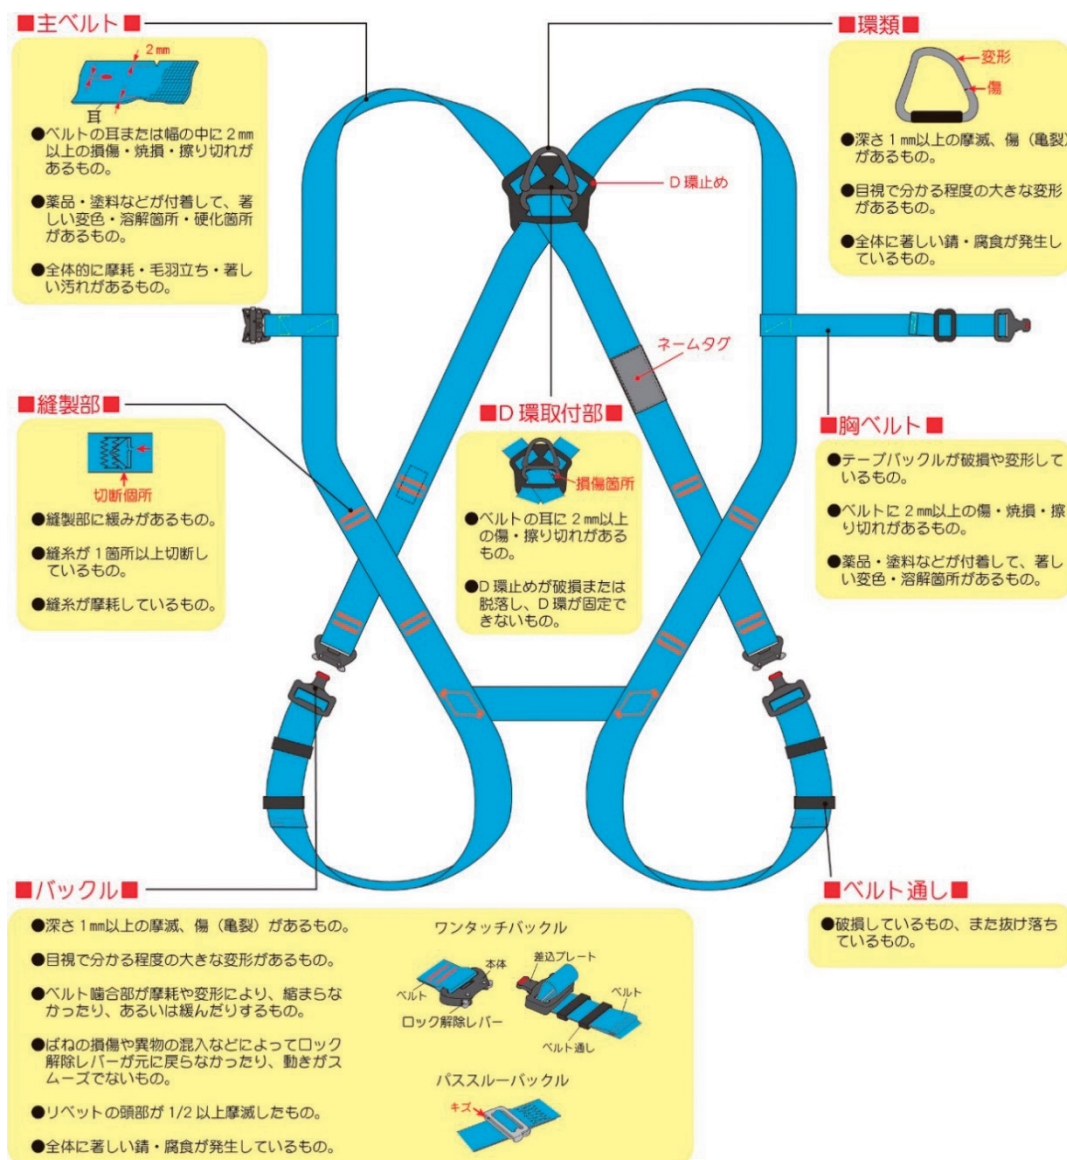 ■主ベルト■
2㎜
耳
●ベルトの耳または幅の中に2㎜
以上の損傷・焼損・擦り切れが
あるもの。
●薬品・塗料などが付着して、著
しい変色・溶解箇所・硬化箇所
があるもの。
●全体的に摩耗・毛羽立ち・著し
い汚れがあるもの。
■環類■
変形
傷
●深さ1㎜以上の摩滅、傷（亀裂）
があるもの。
●目視で分かる程度の大きな変形
があるもの。
●全体に著しい錆・腐食が発生し
ているもの。
D環止め
ネームタグ
■縫製部■
切断個所
●縫製部に緩みがあるもの。
●縫糸が1箇所以上切断し
ているもの。
●縫糸が摩耗しているもの。
■D環取付部■
損傷箇所
●ベルトの耳に2㎜以上
の傷・擦り切れがある
もの。
●D環止めが破損または
脱落し、D環が固定で
きないもの。
■胸ベルト■
●テープバックルが破損や変形して
いるもの。
●ベルトに2㎜以上の傷・焼損・擦
り切れがあるもの。
●薬品・塗料などが付着して、著し
い変色・溶解箇所があるもの。
■バックル■
●深さ1㎜以上の摩滅、傷（亀裂）があるもの。
●目視で分かる程度の大きな変形があるもの。
●ベルト噛合部が摩耗や変形により、縮まらな
かったり、あるいは緩んだりするもの。
●ばねの損傷や異物の混入などによってロック
解除レバーが元に戻らなかったり、動きがス
ムーズでないもの。
●リベットの頭部が1/2以上摩滅したもの。
●全体に著しい錆・腐食が発生しているもの。
ワンタッチバックル
本体
ベルト
ロック解除レバー
差込プレート
ベルト
ベルト通し
パススルーバックル
キズ
■ベルト通し■
●破損しているもの、また抜け落ち
ているもの。